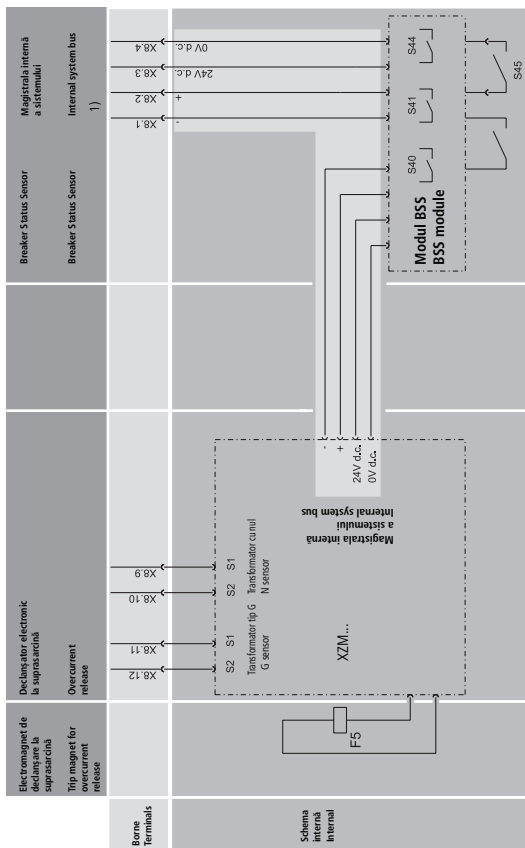 Magistrala internă
a sistemului
Internal system bus
1)
Breaker Status Sensor
Breaker Status Sensor
Declanşator electronic
la suprasarcină
Overcurrent
release
Electromagnet de
declanşare la
suprasarcină
Trip magnet for
overcurrent
release
Borne
Terminals
X8.4
X8.3
X8.2
X8.1
X8.9
X8.10
X8.11
X8.12
Schema
internă
Internal
0V d.c.
24V d.c.
+
-
S44
S41
S40
S45
Modul BSS
BSS module
-
+
24V d.c.
0V d.c.
Magistrala internă
a sistemului
Internal system bus
S1
S2
Transformator cu nul
N sensor
S1
S2
Transformator tip G
G sensor
XZM...
F5